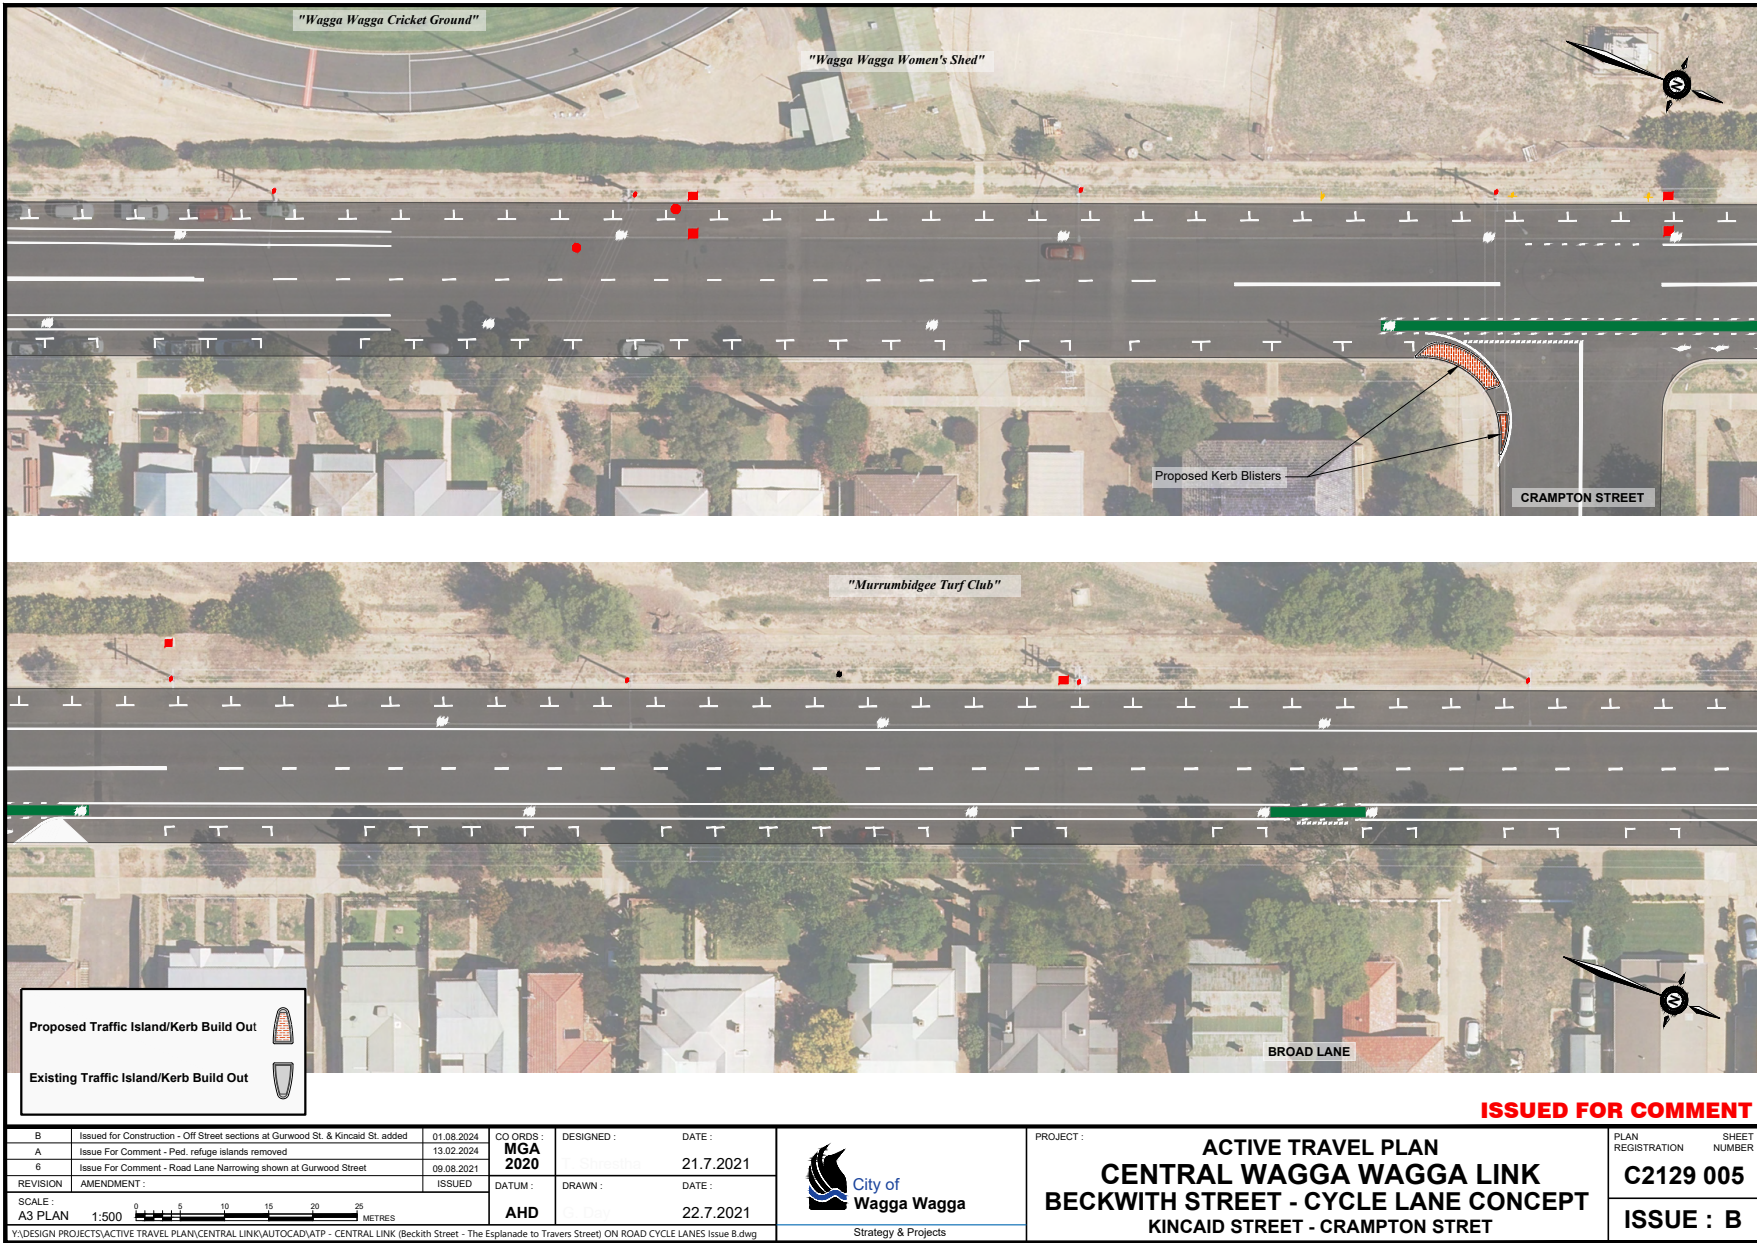 "Wagga Wagga Cricket Ground"
"Wagga Wagga Women's Shed"
Proposed Kerb Blisters
CRAMPTON STREET
"Murrumbidgee Turf Club"
BROAD LANE
Proposed Traffic Island/Kerb Build Out
Existing Traffic Island/Kerb Build Out
ISSUED FOR COMMENT
B Issued for Construction - Off Street sections at Gurwood St. & Kincaid St. added 01.08.2024
A Issue For Comment - Ped. refuge islands removed 13.02.2024
6 Issue For Comment - Road Lane Narrowing shown at Gurwood Street 09.08.2021
REVISION AMENDMENT : ISSUED
SCALE :
A3 PLAN 1:500 0 5 10 15 20 25 METRES
Y:\DESIGN PROJECTS\ACTIVE TRAVEL PLAN\CENTRAL LINK\AUTOCAD\ATP - CENTRAL LINK (Beckith Street - The Esplanade to Travers Street) ON ROAD CYCLE LANES Issue B.dwg
CO ORDS :
MGA
2020
DATUM :
AHD
DESIGNED : DATE :
21.7.2021
DRAWN : DATE :
G. Day 22.7.2021
City of
Wagga Wagga
Strategy & Projects
PROJECT :
ACTIVE TRAVEL PLAN
CENTRAL WAGGA WAGGA LINK
BECKWITH STREET - CYCLE LANE CONCEPT
KINCAID STREET - CRAMPTON STRET
PLAN
REGISTRATION
SHEET
NUMBER
C2129 005
ISSUE : B